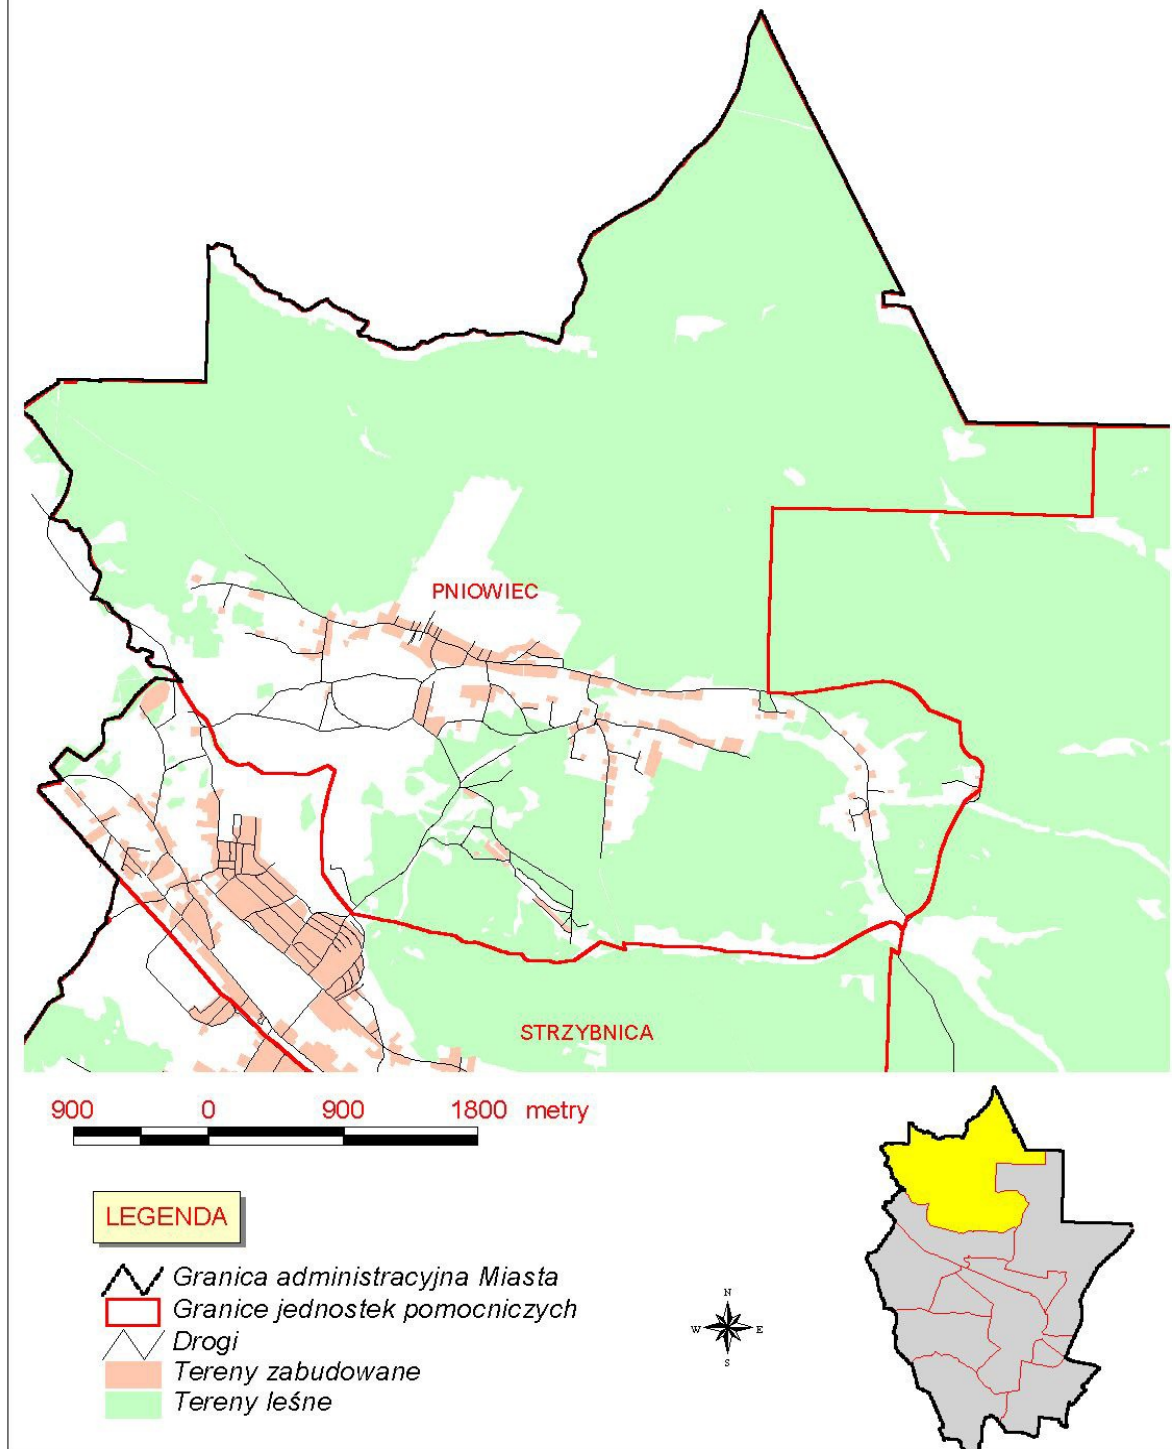 PNIOWIEC
STRZYBNICA
900 0 900 1800 metry
LEGENDA
Granica administracyjna Miasta
Granice jednostek pomocniczych
Drogi
Tereny zabudowane
Tereny leśne
N
W E
S